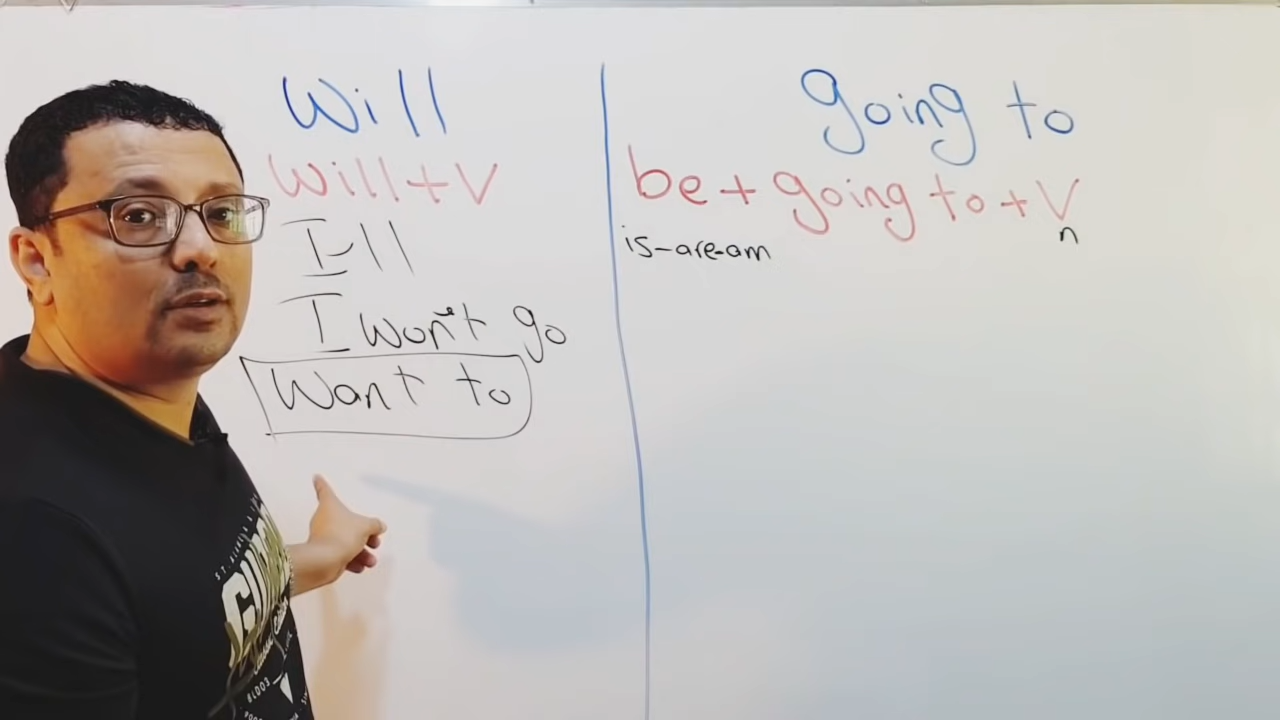 Will
Will+V
I'll
I won't go
Want to
going to
be + going to + V
n
is-are-am